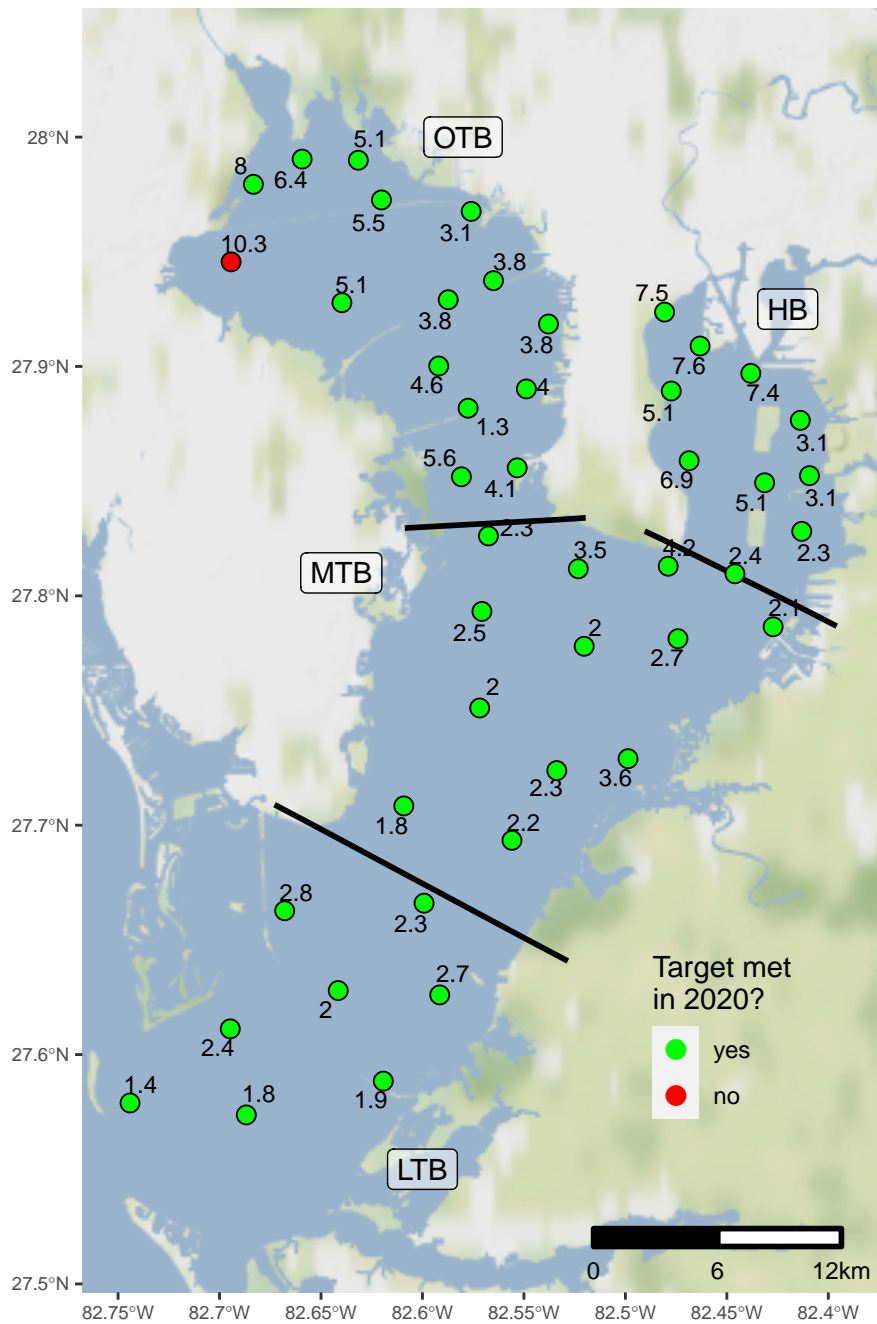 28°N
27.9°N
27.8°N
27.7°N
27.6°N
27.5°N
5.1
OTB
8
6.4
5.5
3.1
10.3
3.8
5.1
3.8
3.8
7.5
HB
7.6
4.6
4
7.4
5.1
1.3
3.1
5.6
4.1
6.9
5.1
3.1
2.3
2.3
3.5
4.2
2.4
MTB
2.1
2.5
2
2.7
2
2.3
3.6
1.8
2.2
2.8
2.3
2.7
2
2.4
1.4
1.8
1.9
LTB
Target met
in 2020?
yes
no
0 6 12km
82.75°W 82.7°W 82.65°W 82.6°W 82.55°W 82.5°W 82.45°W 82.4°W